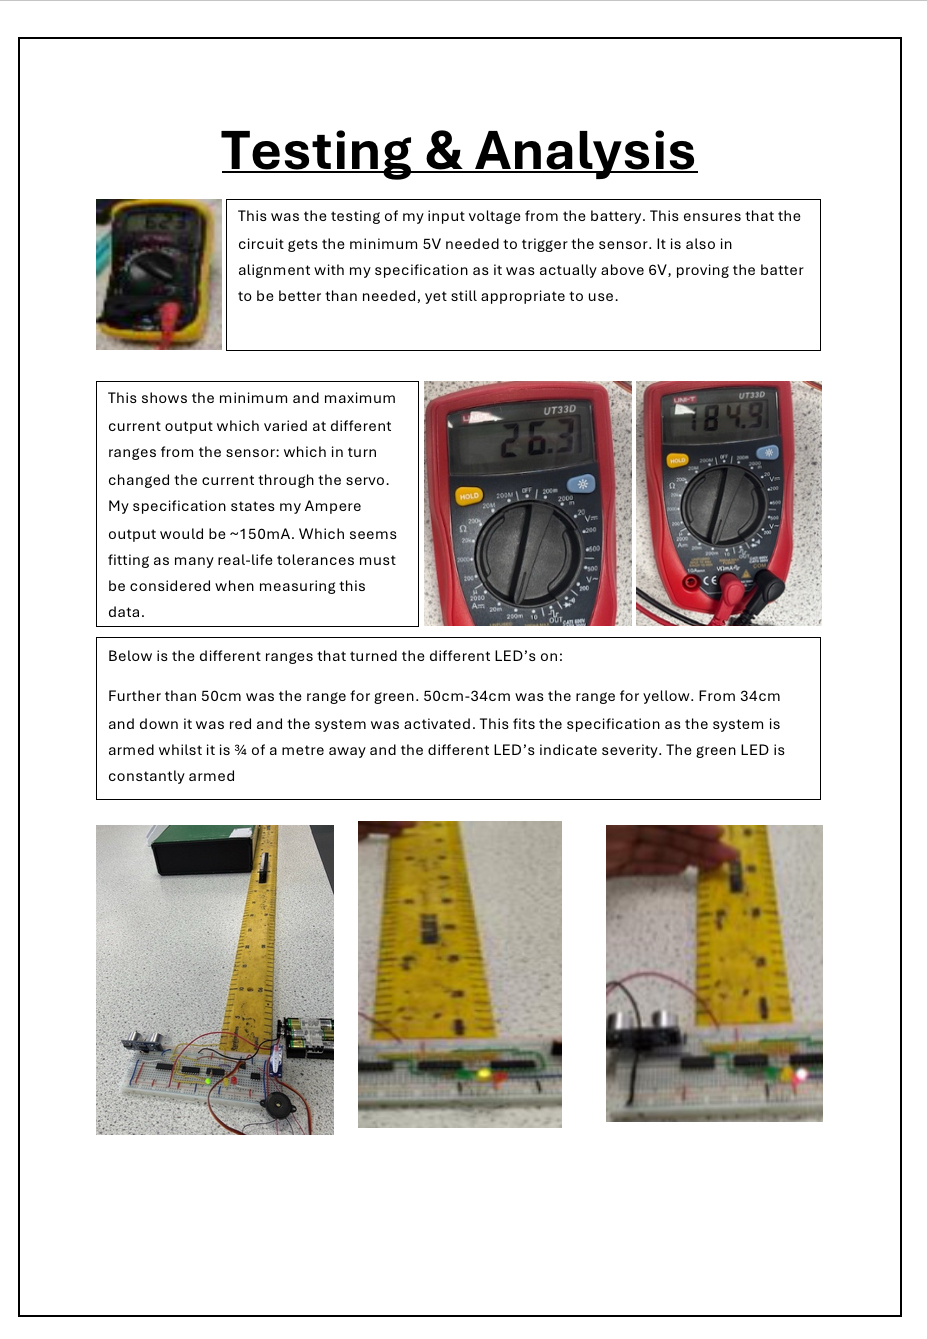 Testing & Analysis
This was the testing of my input voltage from the battery. This ensures that the
circuit gets the minimum 5V needed to trigger the sensor. It is also in
alignment with my specification as it was actually above 6V, proving the batter
to be better than needed, yet still appropriate to use.
This shows the minimum and maximum
current output which varied at different
ranges from the sensor: which in turn
changed the current through the servo.
My specification states my Ampere
output would be ~150mA. Which seems
fitting as many real-life tolerances must
be considered when measuring this
data.
UNI-T UT33D
26.3
HOLD
OFF
UNI-T UT33D
184.9
HOLD
OFF
Below is the different ranges that turned the different LED’s on:
Further than 50cm was the range for green. 50cm-34cm was the range for yellow. From 34cm
and down it was red and the system was activated. This fits the specification as the system is
armed whilst it is ¾ of a metre away and the different LED’s indicate severity. The green LED is
constantly armed